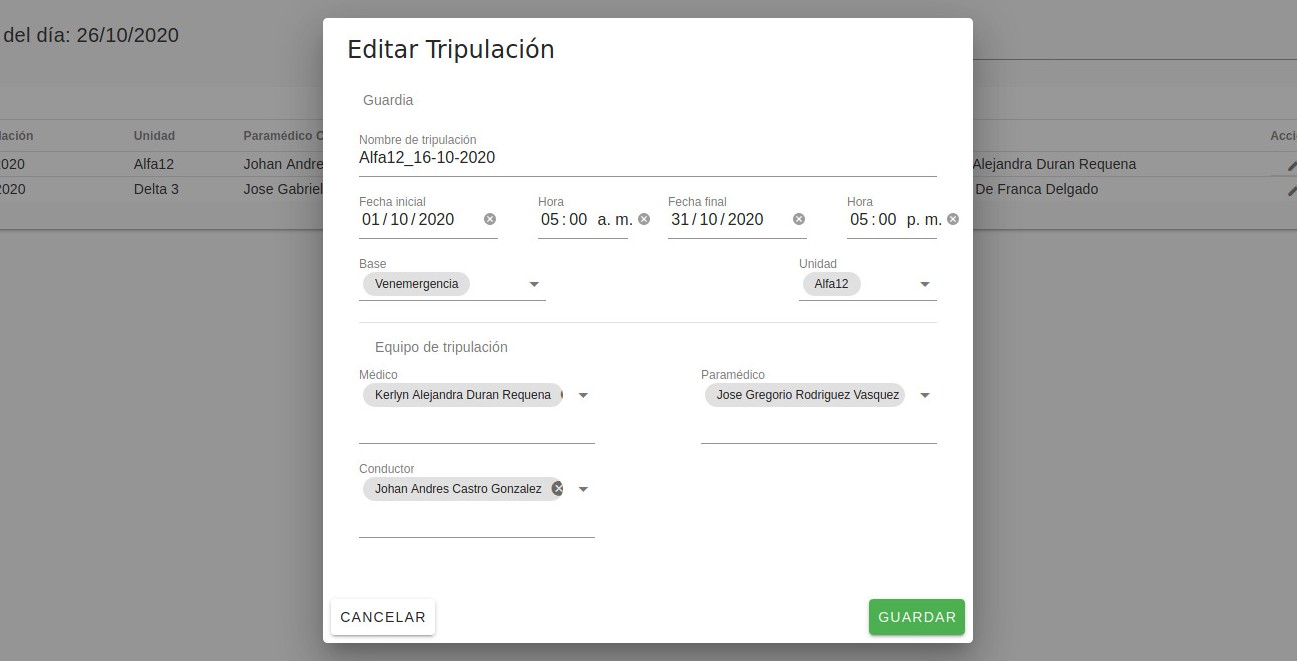 del día: 26/10/2020
Editar Tripulación
Guardia
lación Unidad Paramédico C Acci
Nombre de tripulación
2020 Alfa12 Johan Andre Alfa12_16-10-2020 Alejandra Duran Requena
2020 Delta 3 Jose Gabriel De Franca Delgado
Fecha inicial Hora Fecha final Hora
01/10/2020 05:00 a. m. 31/10/2020 05:00 p. m.
Base Unidad
Venemergencia Alfa12
Equipo de tripulación
Médico Paramédico
Kerlyn Alejandra Duran Requena Jose Gregorio Rodriguez Vasquez
Conductor
Johan Andres Castro Gonzalez
CANCELAR GUARDAR